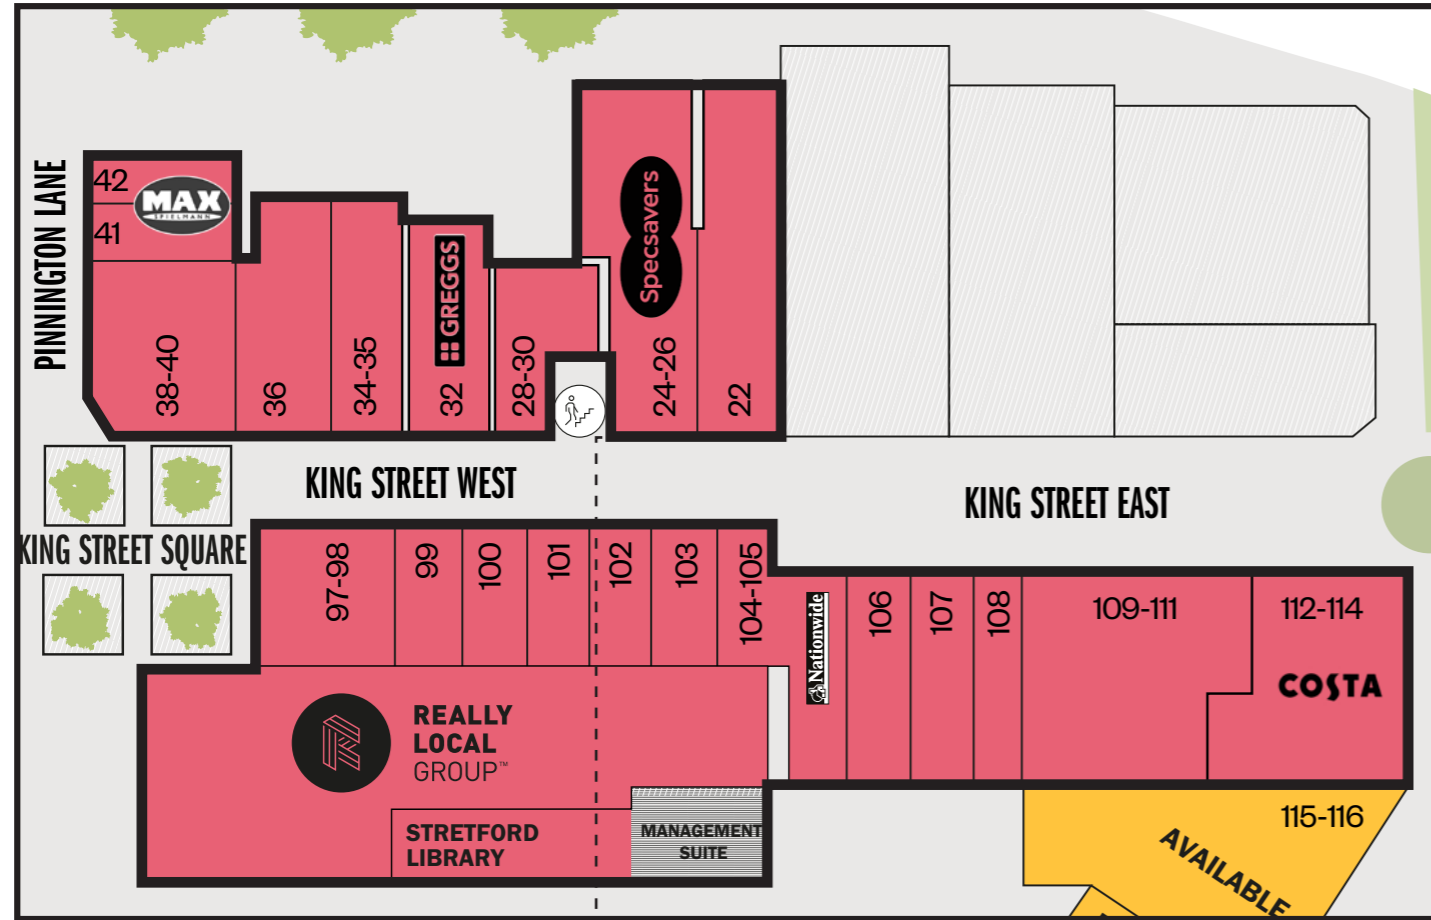 PINNINGTON LANE
42
41
MAX
SPIELMANN
38-40
36
34-35
32
GREGGS
28-30
Specsavers
24-26
22
KING STREET WEST
KING STREET EAST
KING STREET SQUARE
97-98
99
100
101
102
103
104-105
Nationwide
106
107
108
109-111
112-114
COSTA
REALLY
LOCAL
GROUP™
STRETFORD
LIBRARY
MANAGEMENT
SUITE
115-116
AVAILABLE